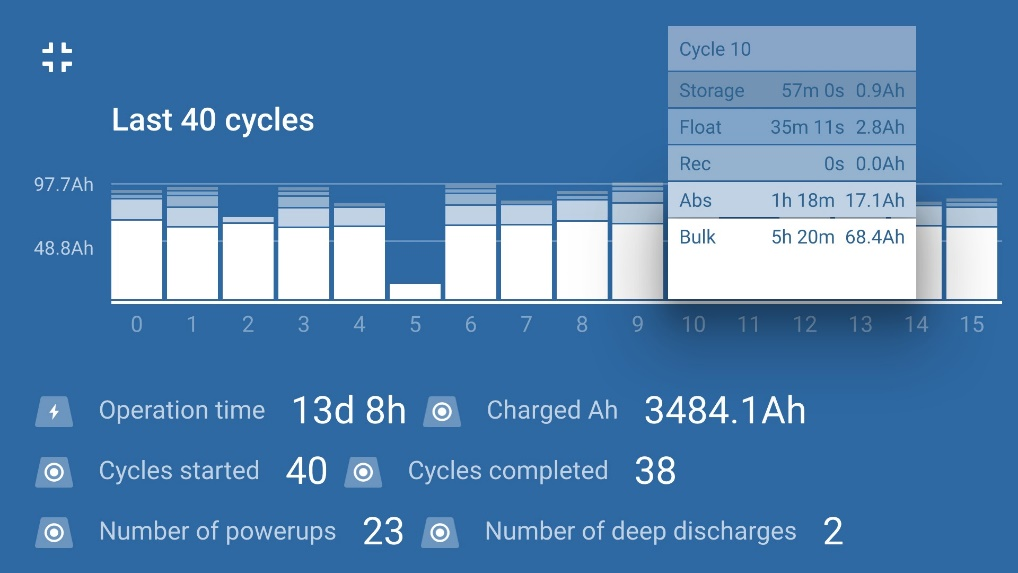 Cycle 10
Storage 57m 0s 0.9Ah
Last 40 cycles
Float 35m 11s 2.8Ah
Rec 0s 0.0Ah
97.7Ah
Abs 1h 18m 17.1Ah
Bulk 5h 20m 68.4Ah
48.8Ah
0 1 2 3 4 5 6 7 8 9 10 11 12 13 14 15
Operation time 13d 8h Charged Ah 3484.1Ah
Cycles started 40 Cycles completed 38
Number of powerups 23 Number of deep discharges 2